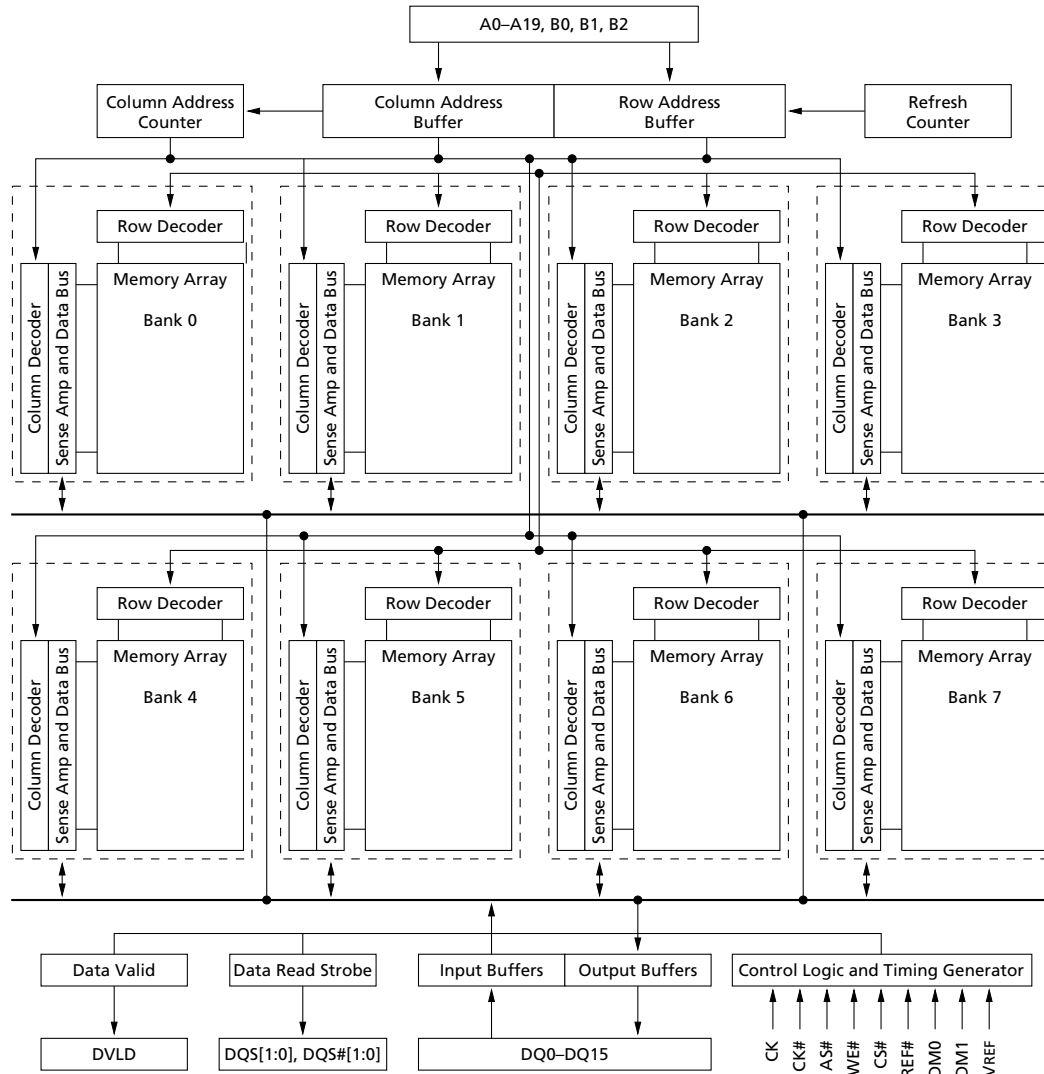 A0–A19, B0, B1, B2
Column Address
Counter
Column Address
Buffer
Row Address
Buffer
Refresh
Counter
Row Decoder
Row Decoder
Row Decoder
Row Decoder
Column Decoder
Sense Amp and Data Bus
Memory Array
Bank 0
Column Decoder
Sense Amp and Data Bus
Memory Array
Bank 1
Column Decoder
Sense Amp and Data Bus
Memory Array
Bank 2
Column Decoder
Sense Amp and Data Bus
Memory Array
Bank 3
Row Decoder
Row Decoder
Row Decoder
Row Decoder
Column Decoder
Sense Amp and Data Bus
Memory Array
Bank 4
Column Decoder
Sense Amp and Data Bus
Memory Array
Bank 5
Column Decoder
Sense Amp and Data Bus
Memory Array
Bank 6
Column Decoder
Sense Amp and Data Bus
Memory Array
Bank 7
Data Valid
Data Read Strobe
Input Buffers
Output Buffers
Control Logic and Timing Generator
DVLD
DQS[1:0], DQS#[1:0]
DQ0–DQ15
CK
CK#
AS#
WE#
CS#
REF#
DM0
DM1
VREF